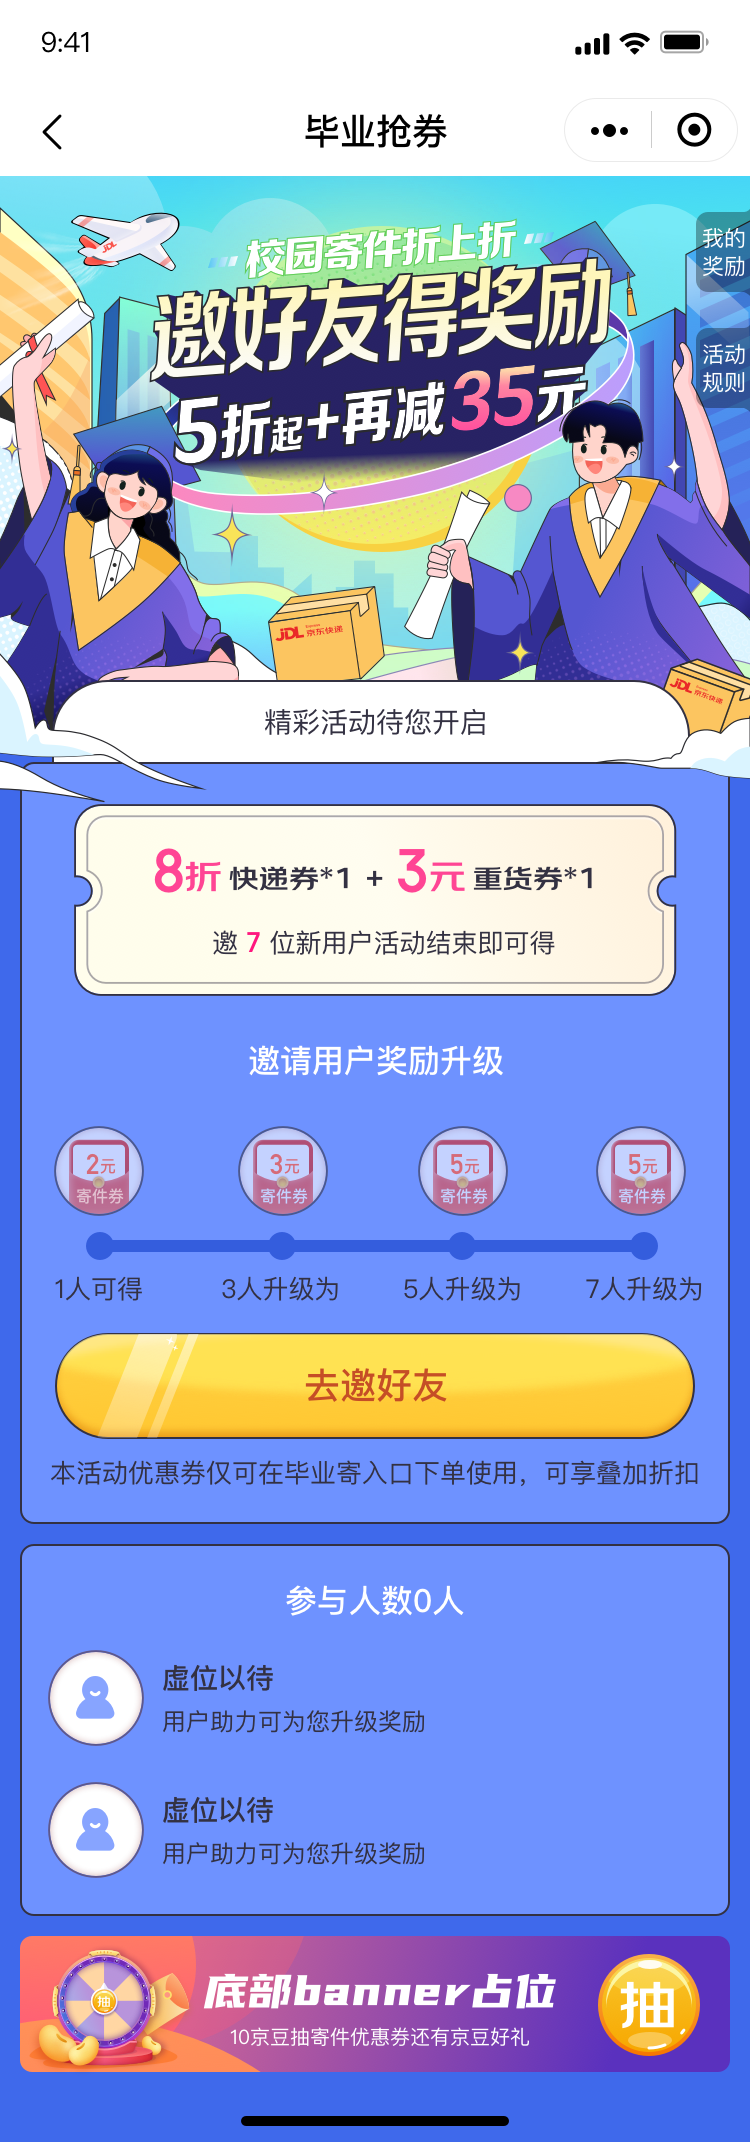 9:41
毕业抢券
我的
奖励
校园寄件折上折
邀好友得奖励
活动
规则
5折起+再减35元
JDL
JDL 京东快递
JDL 京东快递
精彩活动待您开启
8折 快递券*1 + 3元 重货券*1
邀 7 位新用户活动结束即可得
邀请用户奖励升级
2元
寄件券
3元
寄件券
5元
寄件券
5元
寄件券
1人可得
3人升级为
5人升级为
7人升级为
去邀好友
本活动优惠券仅可在毕业寄入口下单使用，可享叠加折扣
参与人数0人
虚位以待
用户助力可为您升级奖励
虚位以待
用户助力可为您升级奖励
抽
底部banner占位
10京豆抽寄件优惠券还有京豆好礼
抽